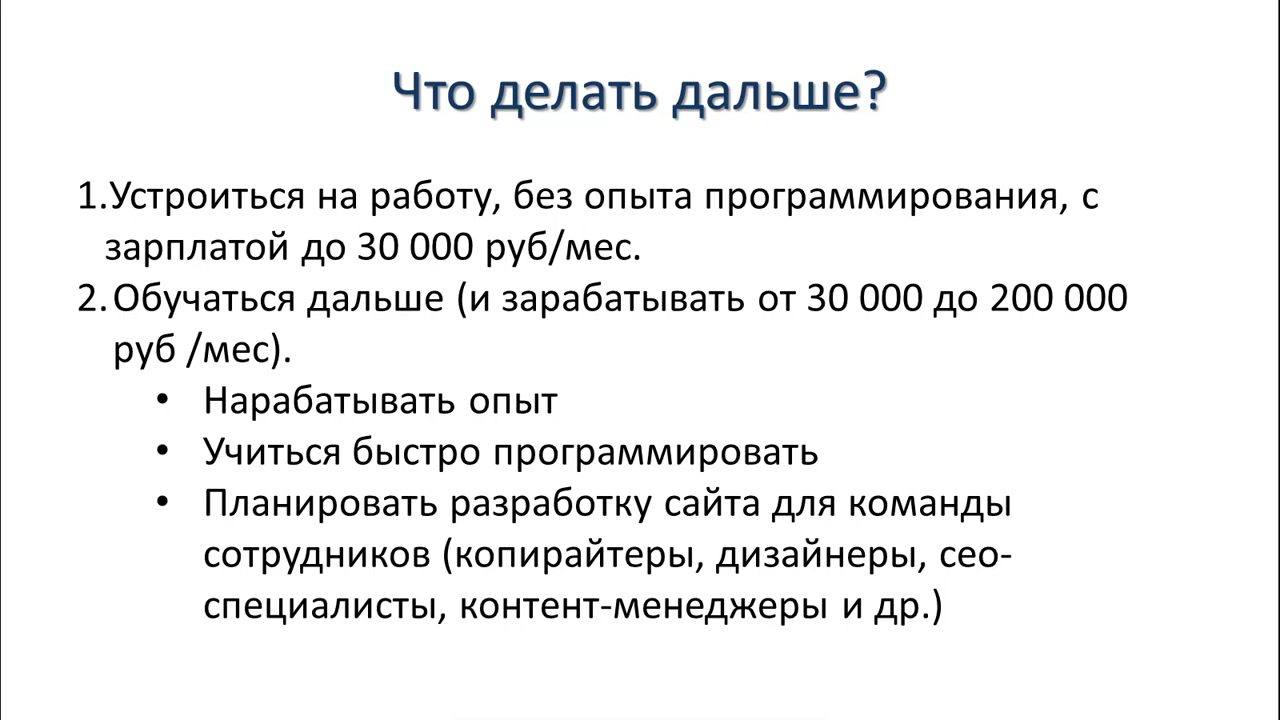 Что делать дальше?
1.Устроиться на работу, без опыта программирования, с
зарплатой до 30 000 руб/мес.
2.Обучаться дальше (и зарабатывать от 30 000 до 200 000
руб /мес).
• Нарабатывать опыт
• Учиться быстро программировать
• Планировать разработку сайта для команды
сотрудников (копирайтеры, дизайнеры, сео-
специалисты, контент-менеджеры и др.)